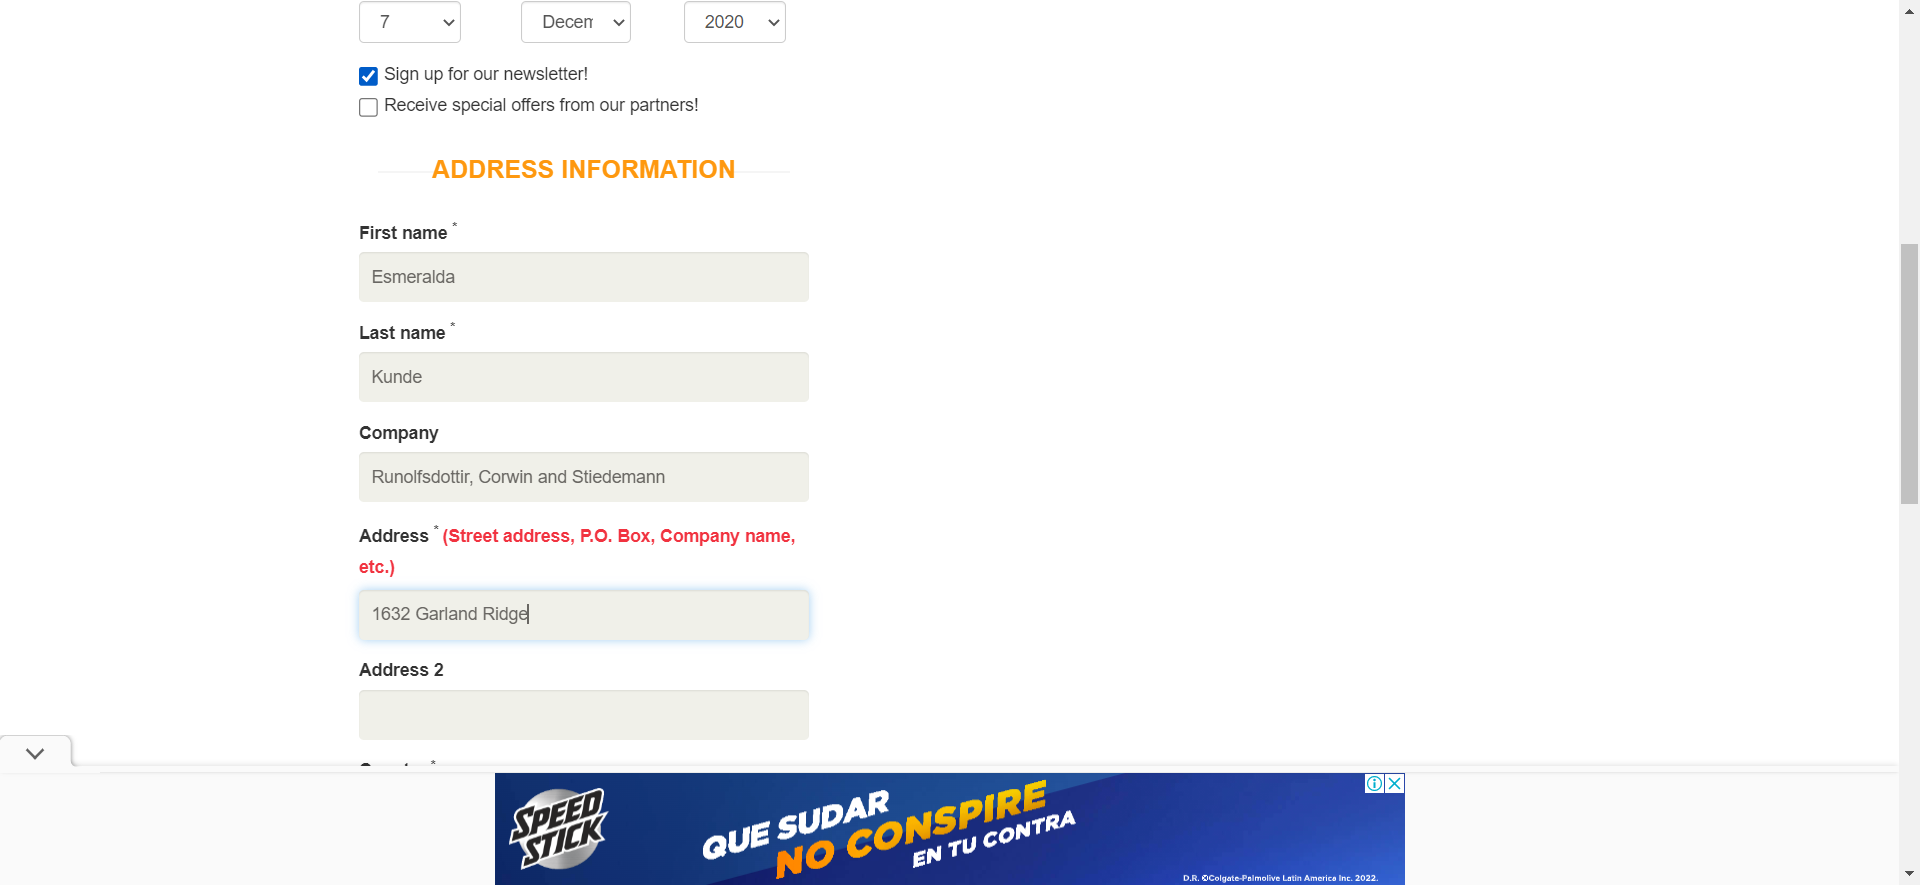 7 Decem 2020
Sign up for our newsletter!
Receive special offers from our partners!
ADDRESS INFORMATION
First name *
Esmeralda
Last name *
Kunde
Company
Runolfsdottir, Corwin and Stiedemann
Address * (Street address, P.O. Box, Company name,
etc.)
1632 Garland Ridge
Address 2
SPEED
STICK
QUE SUDAR
NO CONSPIRE
EN TU CONTRA
D.R. ©Colgate-Palmolive Latin America Inc. 2022.